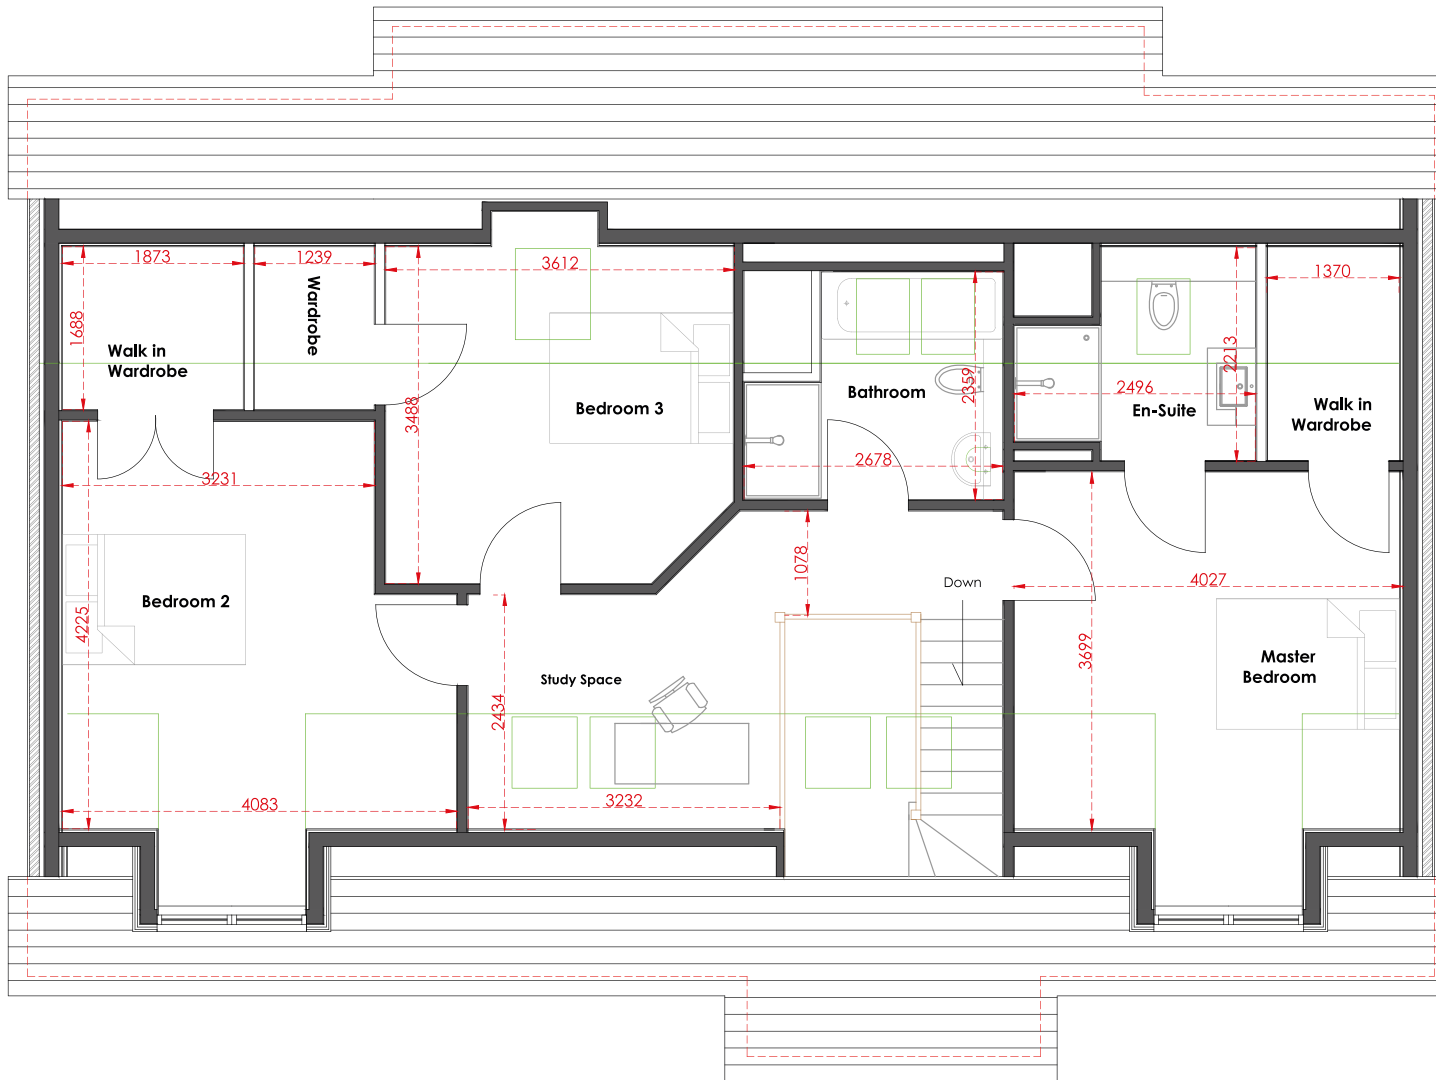 1873
1239
3612
1370
Wardrobe
1688
Walk in
Wardrobe
2213
2359
2496
Bathroom
Bedroom 3
En-Suite
Walk in
Wardrobe
3488
2678
3231
1078
Down
4027
Bedroom 2
4225
3699
Master
Bedroom
Study Space
2434
4083
3232